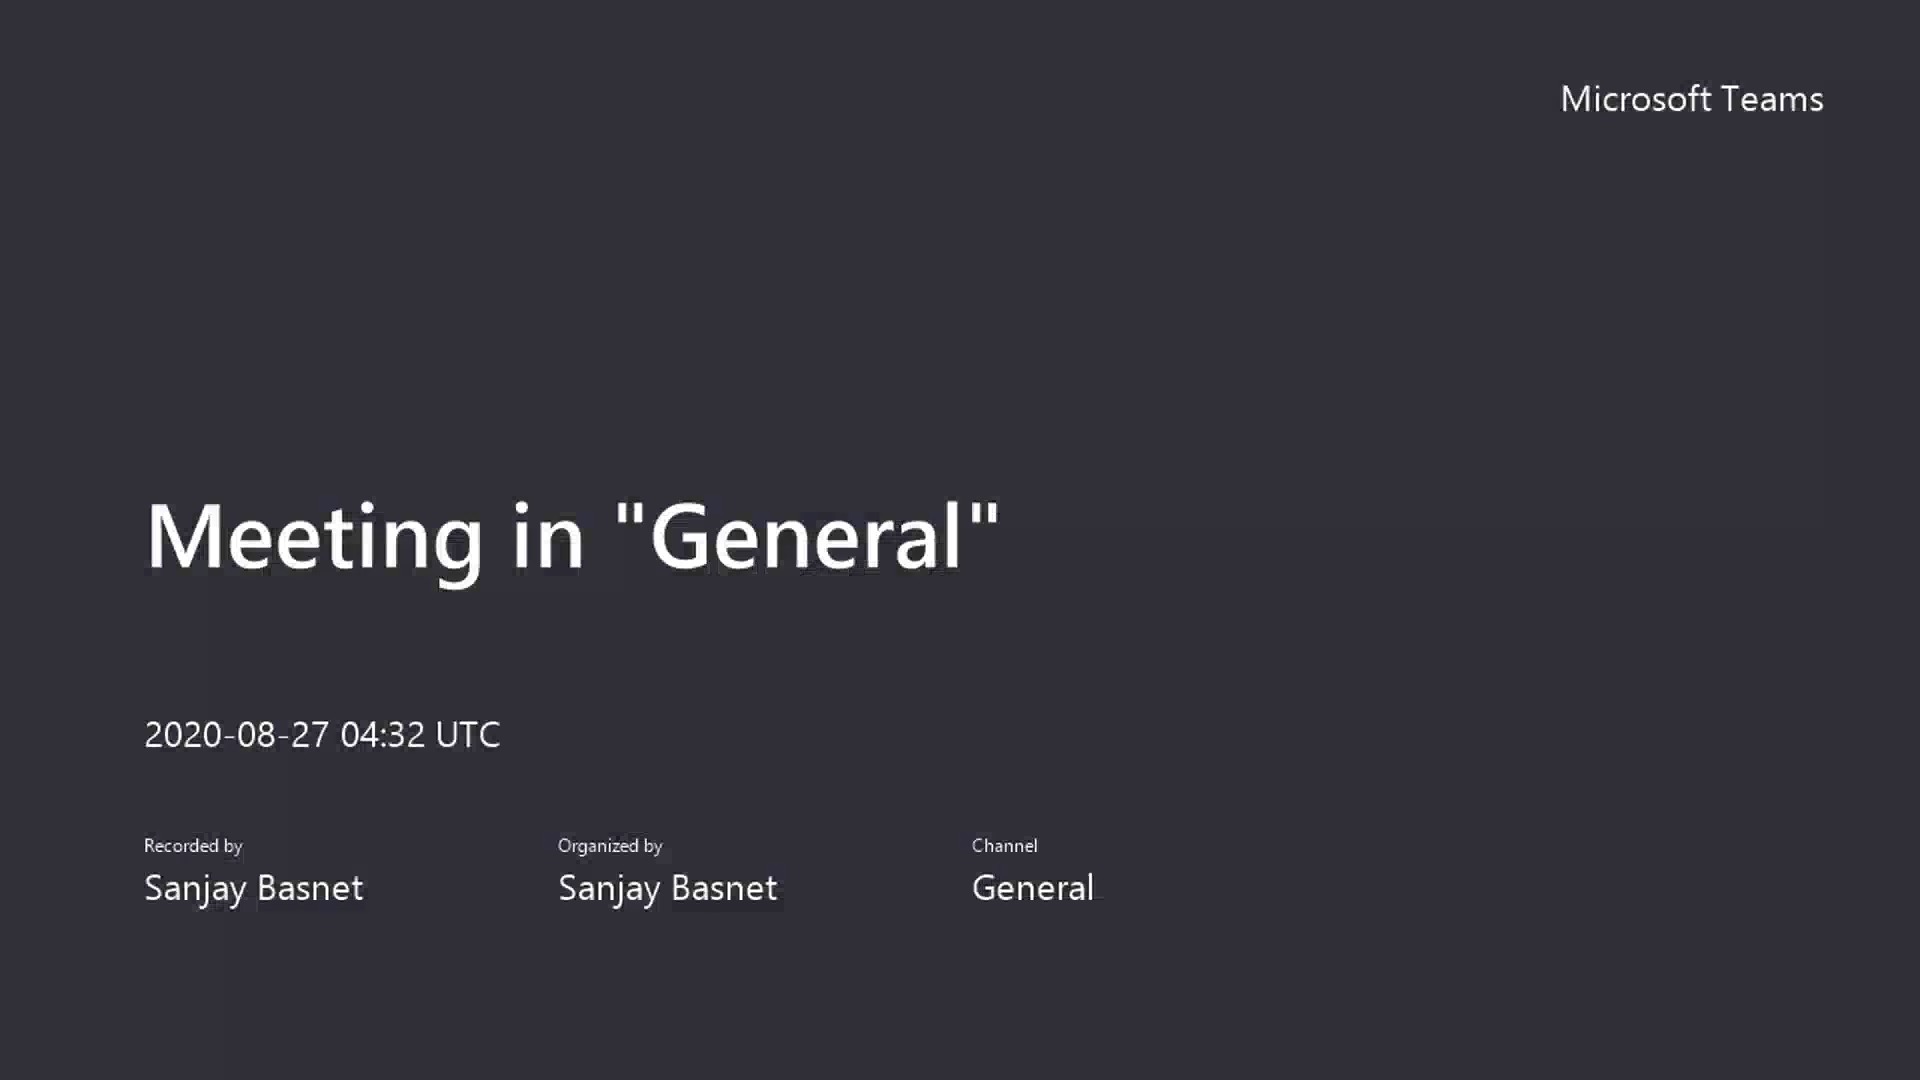 Microsoft Teams
Meeting in "General"
2020-08-27 04:32 UTC
Recorded by
Sanjay Basnet
Organized by
Sanjay Basnet
Channel
General